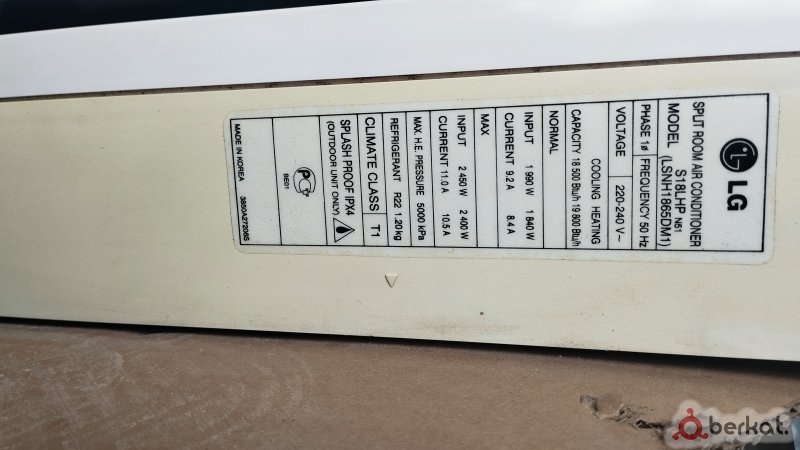 LG
SPLIT ROOM AIR CONDITIONER
MODEL S18LHP N51
(LSNH1865DM1)
PHASE 1ø FREQUENCY 50 Hz
VOLTAGE 220-240 V~
COOLING HEATING
CAPACITY 18 500 Btu/h 19 800 Btu/h
NORMAL
INPUT 1 990 W 1 840 W
CURRENT 9.2 A 8.4 A
MAX
INPUT 2 450 W 2 400 W
CURRENT 11.0 A 10.5 A
MAX. H.E. PRESSURE 5000 kPa
REFRIGERANT R22 1.20kg
CLIMATE CLASS T1
SPLASH PROOF IPX4
(OUTDOOR UNIT ONLY)
BE01
MADE IN KOREA 3850A27206S
berkat.